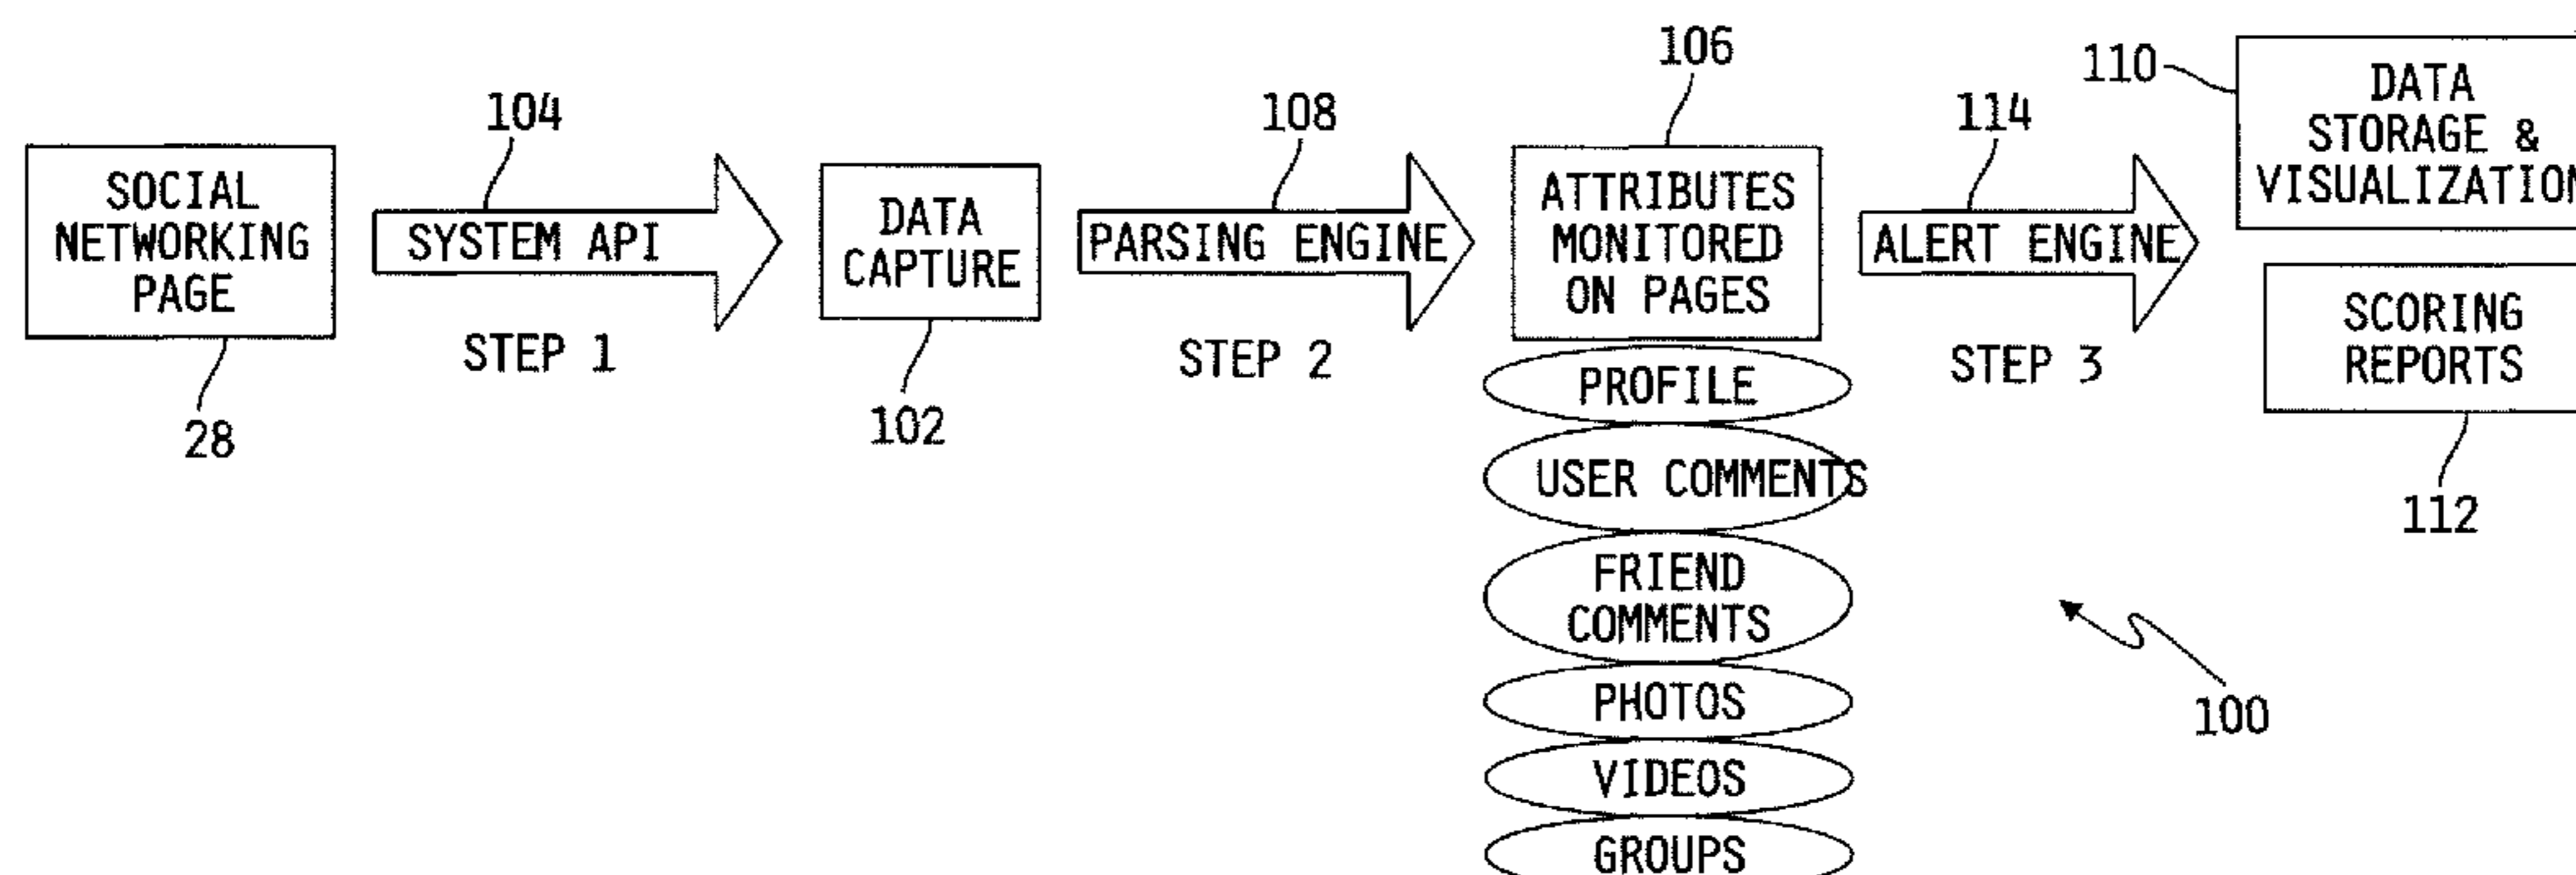 104
SOCIAL
NETWORKING
PAGE
28
SYSTEM API
STEP 1
DATA
CAPTURE
102
108
PARSING ENGINE
STEP 2
106
ATTRIBUTES
MONITORED
ON PAGES
PROFILE
USER COMMENTS
FRIEND
COMMENTS
PHOTOS
VIDEOS
GROUPS
114
ALERT ENGINE
STEP 3
110
DATA
STORAGE &
VISUALIZATION
SCORING
REPORTS
112
100